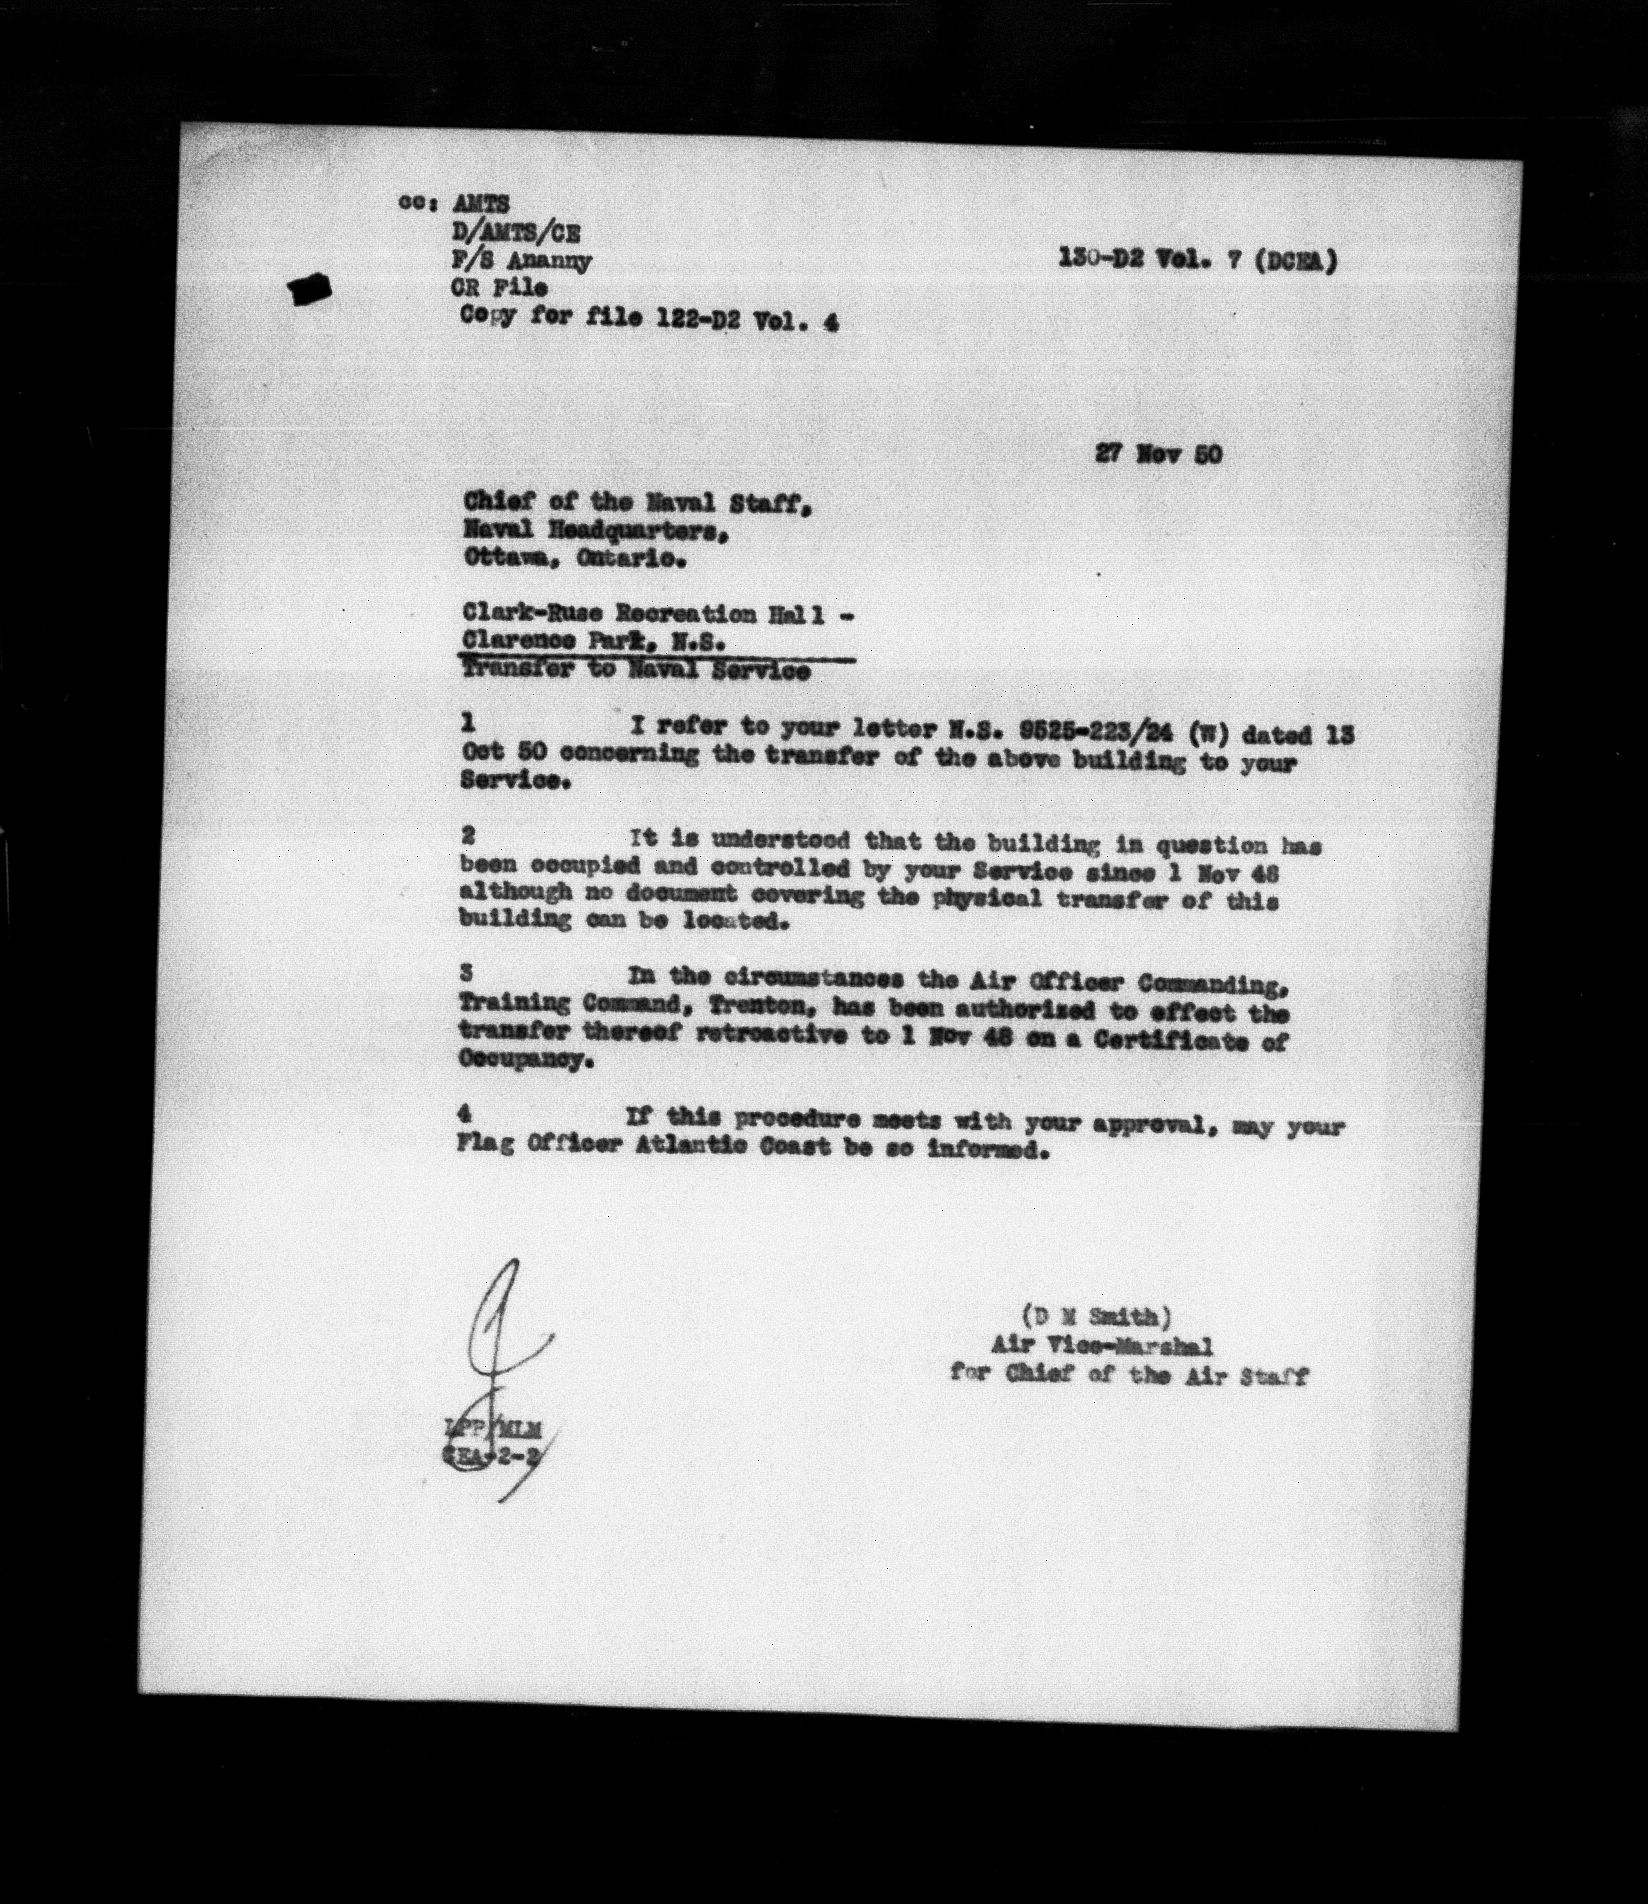 cc: AMTS
D/AMTS/CE
F/S Ananny
CR File
Copy for file 122-D2 Vol. 4
130-D2 Vol. 7 (DCEA)
27 Nov 50
Chief of the Naval Staff,
Naval Headquarters,
Ottawa, Ontario.
Clark-Ruse Recreation Hall -
Clarence Park, N.S.
Transfer to Naval Service
1 I refer to your letter N.S. 9525-223/24 (W) dated 13
Oct 50 concerning the transfer of the above building to your
Service.
2 It is understood that the building in question has
been occupied and controlled by your Service since 1 Nov 48
although no document covering the physical transfer of this
building can be located.
3 In the circumstances the Air Officer Commanding,
Training Command, Trenton, has been authorized to effect the
transfer thereof retroactive to 1 Nov 48 on a Certificate of
Occupancy.
4 If this procedure meets with your approval, may your
Flag Officer Atlantic Coast be so informed.
(D M Smith)
Air Vice-Marshal
for Chief of the Air Staff
LPP/MLM
CEA-2-2